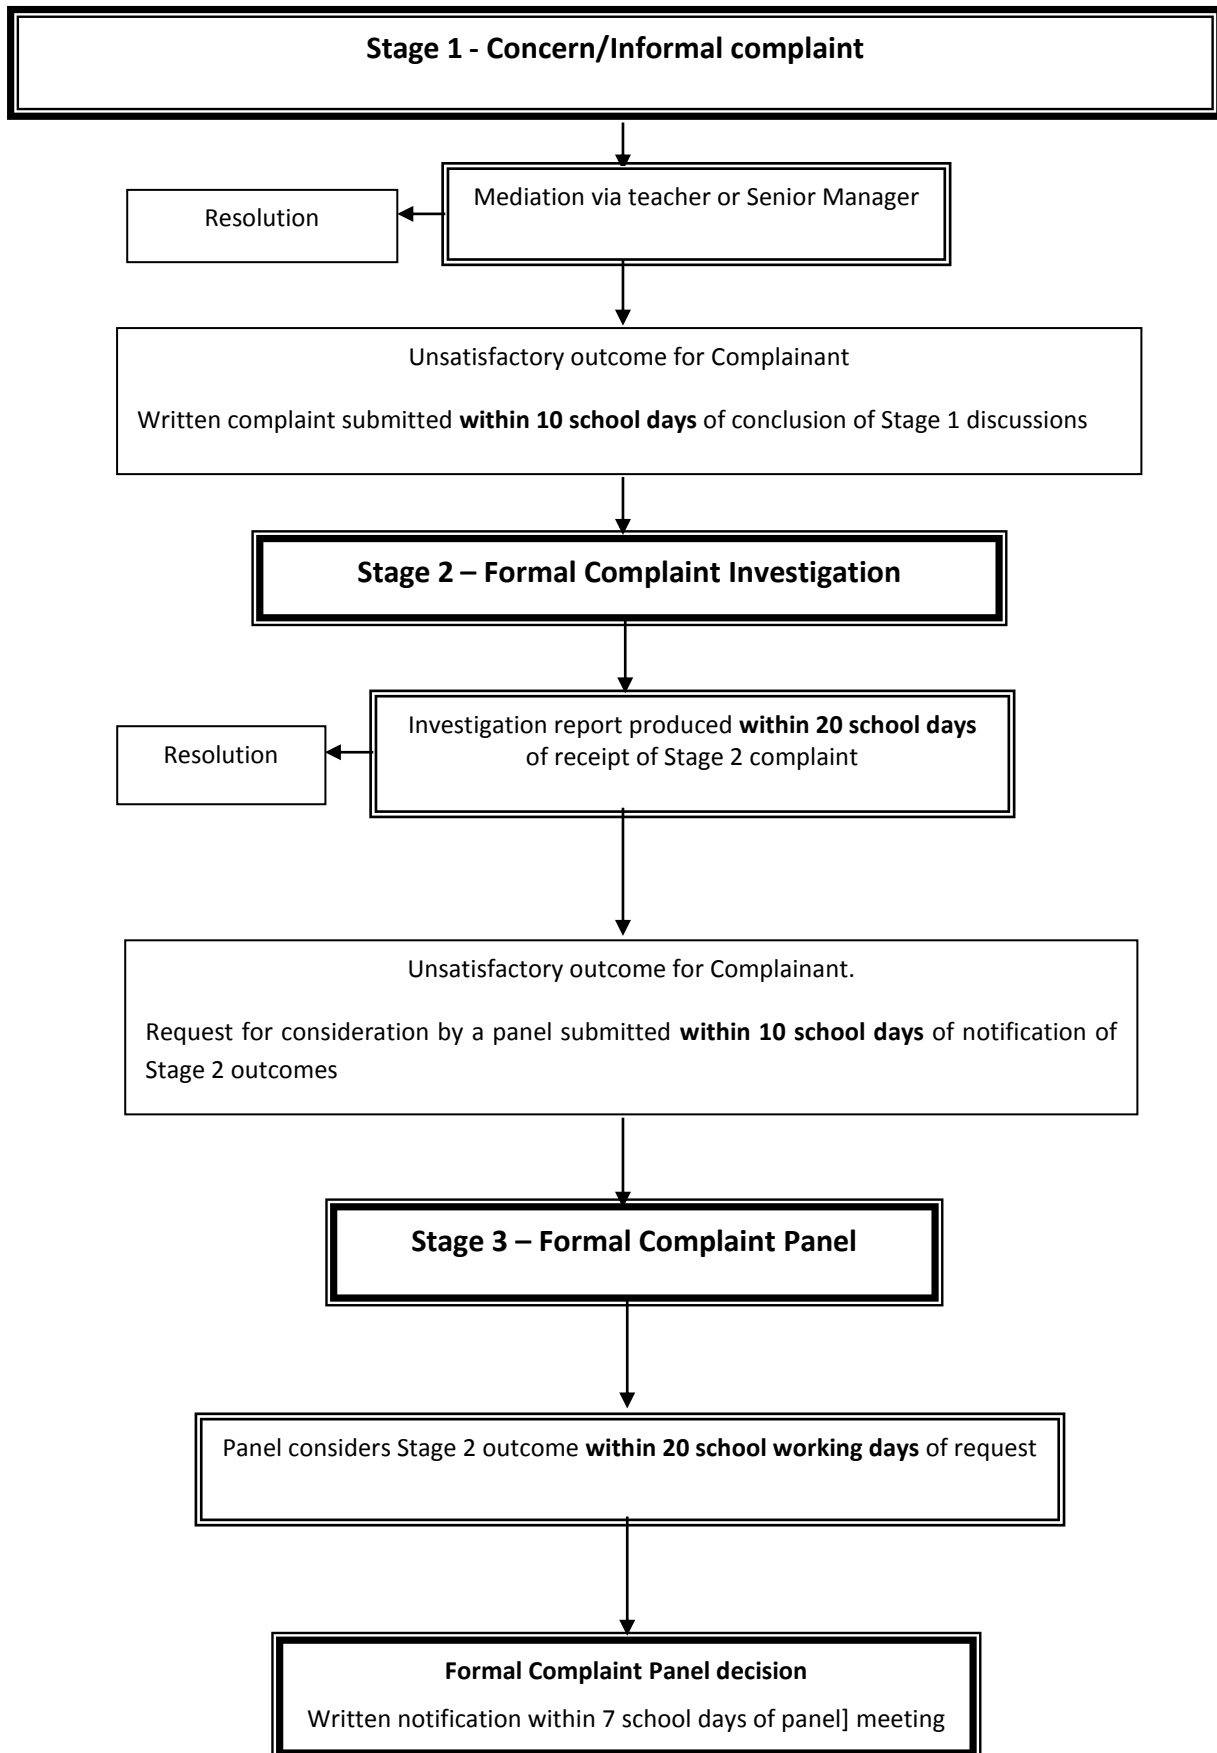 Stage 1 - Concern/Informal complaint
Mediation via teacher or Senior Manager
Resolution
Unsatisfactory outcome for Complainant
Written complaint submitted within 10 school days of conclusion of Stage 1 discussions
Stage 2 – Formal Complaint Investigation
Investigation report produced within 20 school days
of receipt of Stage 2 complaint
Resolution
Unsatisfactory outcome for Complainant.
Request for consideration by a panel submitted within 10 school days of notification of
Stage 2 outcomes
Stage 3 – Formal Complaint Panel
Panel considers Stage 2 outcome within 20 school working days of request
Formal Complaint Panel decision
Written notification within 7 school days of panel] meeting